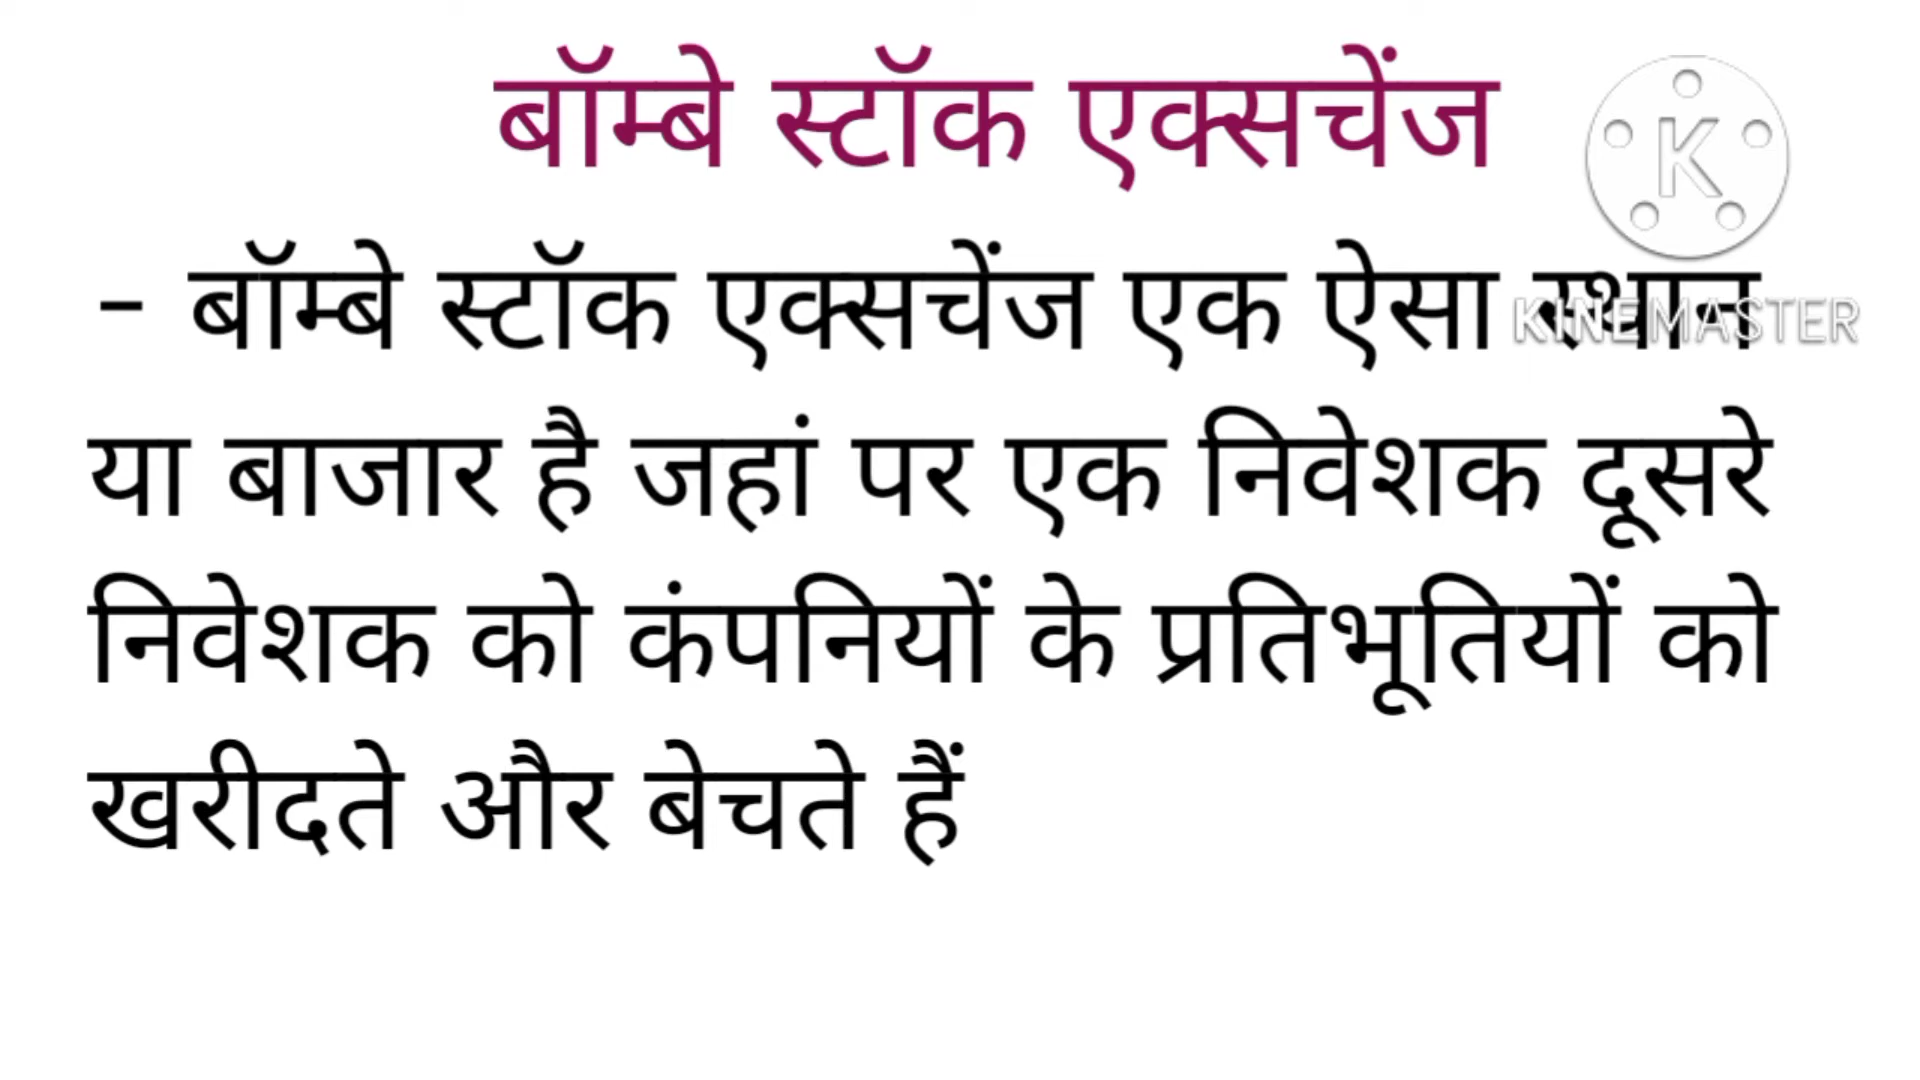 बॉम्बे स्टॉक एक्सचेंज
K
- बॉम्बे स्टॉक एक्सचेंज एक ऐसा स्थान
KINEMASTER
या बाजार है जहां पर एक निवेशक दूसरे
निवेशक को कंपनियों के प्रतिभूतियों को
खरीदते और बेचते हैं